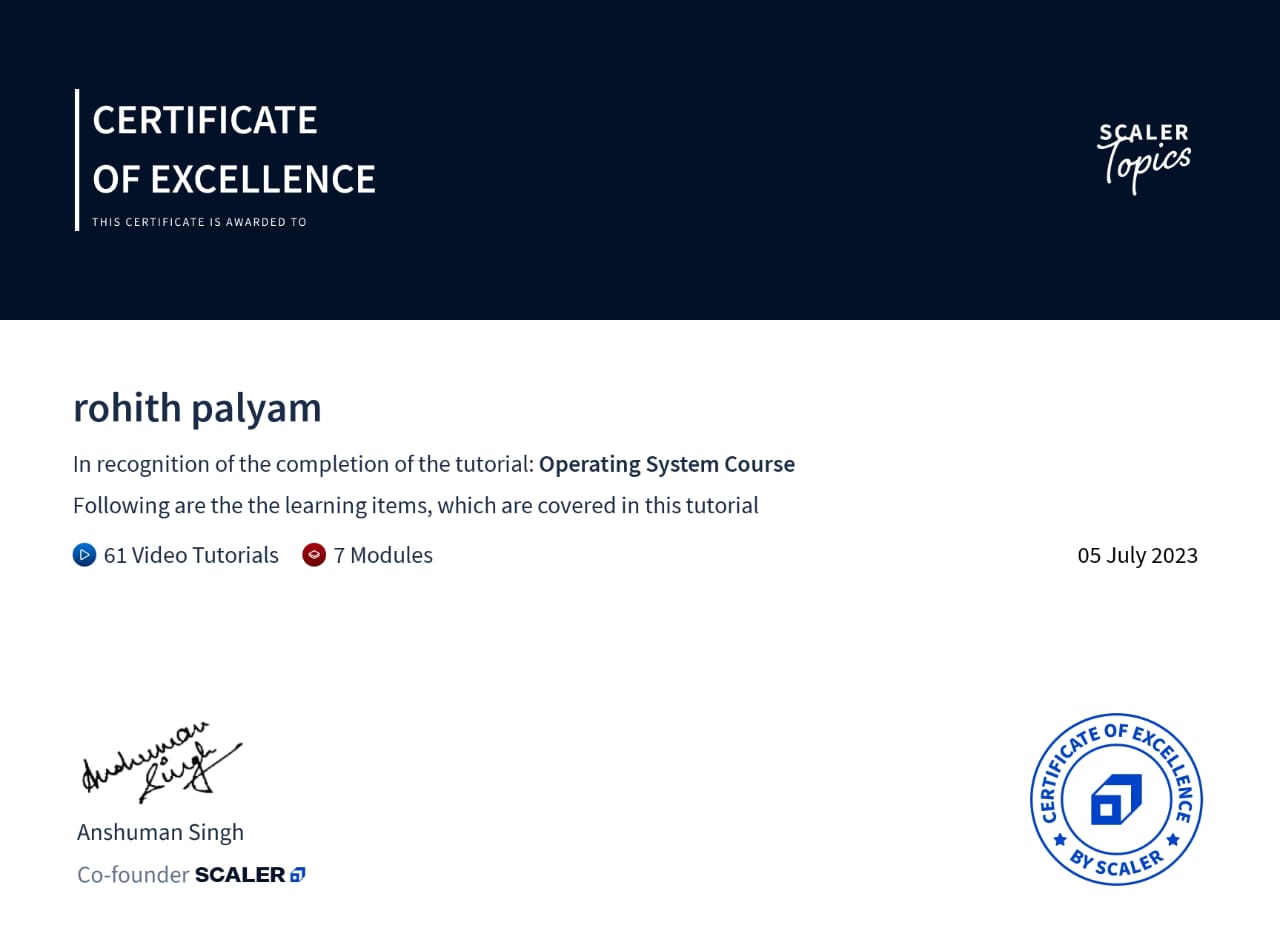 CERTIFICATE
OF EXCELLENCE
THIS CERTIFICATE IS AWARDED TO
SCALER
Topics
rohith palyam
In recognition of the completion of the tutorial: Operating System Course
Following are the the learning items, which are covered in this tutorial
61 Video Tutorials 7 Modules
05 July 2023
Anshuman
Singh
Anshuman Singh
Co-founder SCALER
CERTIFICATE OF EXCELLENCE
BY SCALER